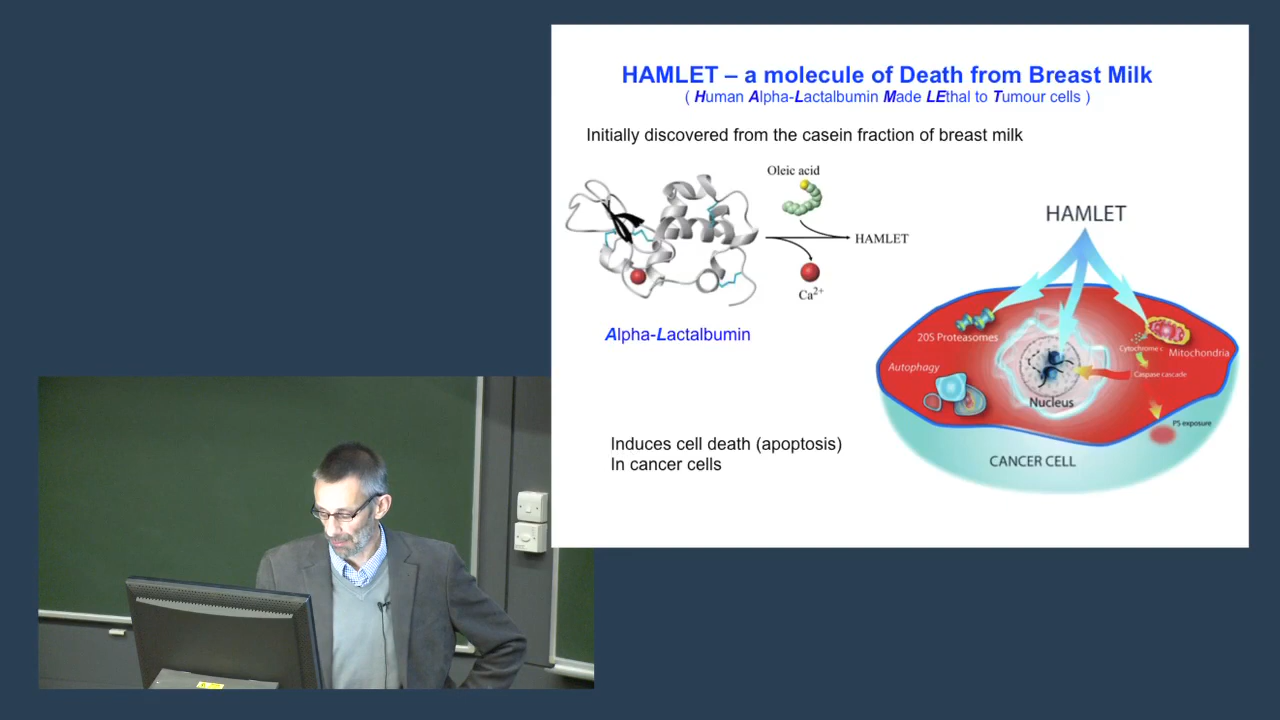 HAMLET – a molecule of Death from Breast Milk
( Human Alpha-Lactalbumin Made LEthal to Tumour cells )
Initially discovered from the casein fraction of breast milk
Oleic acid
HAMLET
Ca2+
Alpha-Lactalbumin
HAMLET
20S Proteasomes
Cytochrome c
Mitochondria
Autophagy
Caspase cascade
Nucleus
PS exposure
CANCER CELL
Induces cell death (apoptosis)
In cancer cells